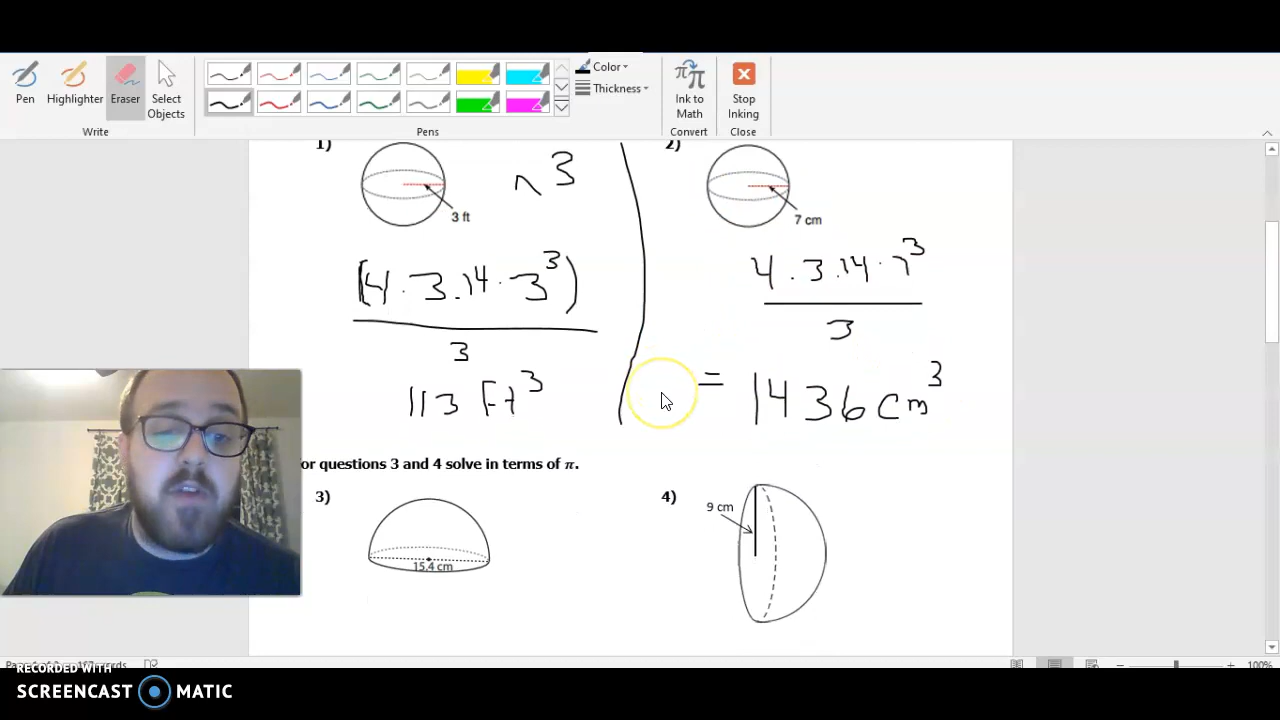 Color
Thickness
Pen
Highlighter
Eraser
Select Objects
Ink to Math
Stop Inking
Write
Pens
Convert
Close
1)
3 ft
2)
7 cm
(4 · 3.14 · 3³)
3
113 Ft³
4 · 3.14 · 7³
3
= 1436 cm³
or questions 3 and 4 solve in terms of π.
3)
15.4 cm
4)
9 cm
100%
RECORDED WITH
SCREENCAST MATIC